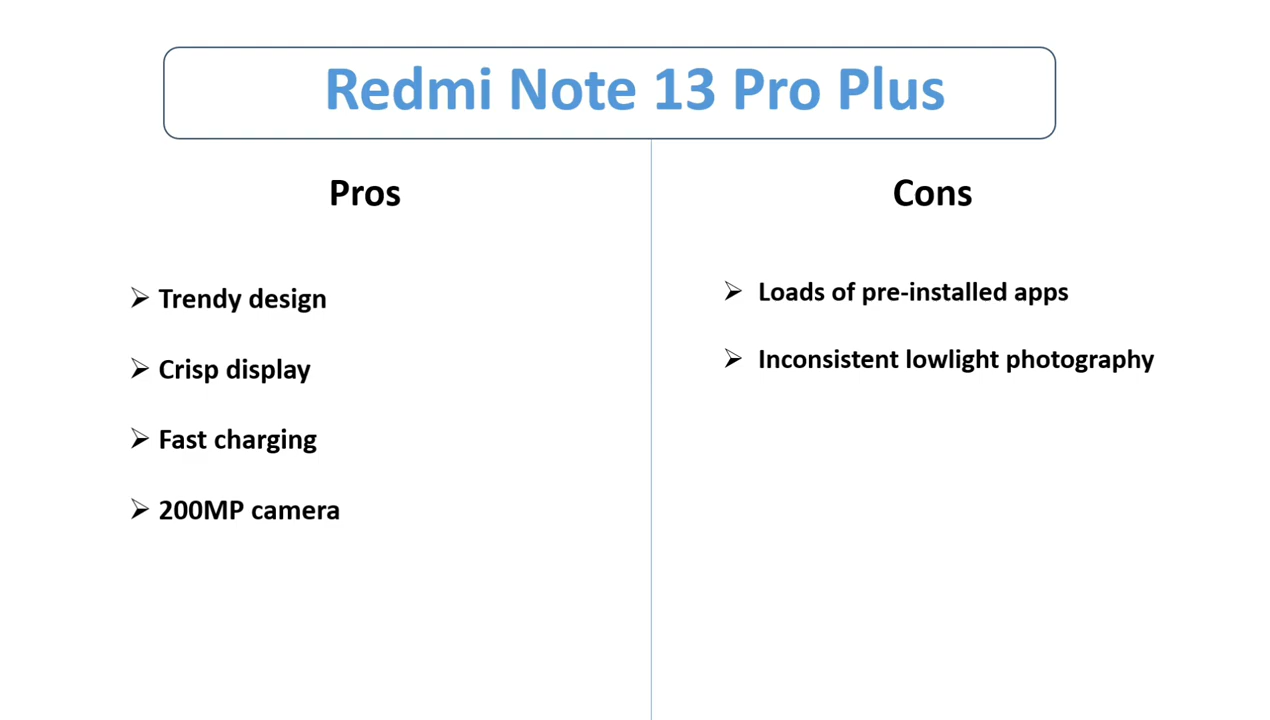 Redmi Note 13 Pro Plus
Pros
➢ Trendy design
➢ Crisp display
➢ Fast charging
➢ 200MP camera
Cons
➢ Loads of pre-installed apps
➢ Inconsistent lowlight photography